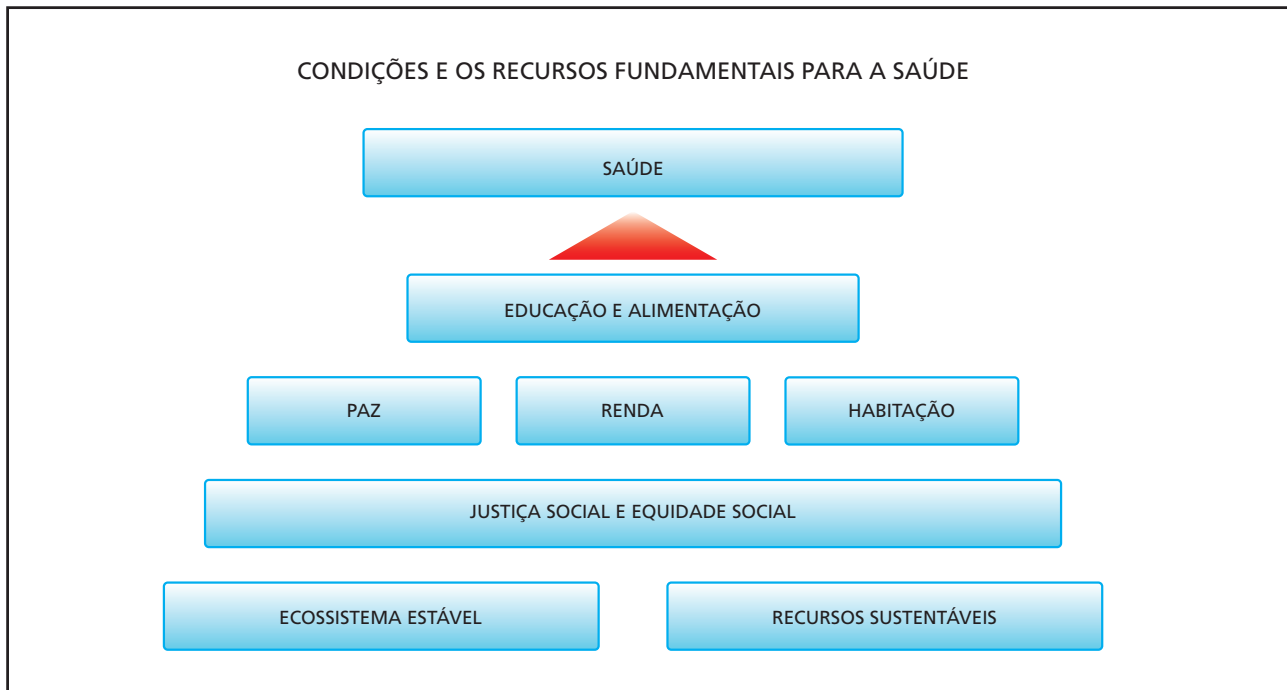 CONDIÇÕES E OS RECURSOS FUNDAMENTAIS PARA A SAÚDE
SAÚDE
EDUCAÇÃO E ALIMENTAÇÃO
PAZ
RENDA
HABITAÇÃO
JUSTIÇA SOCIAL E EQUIDADE SOCIAL
ECOSSISTEMA ESTÁVEL
RECURSOS SUSTENTÁVEIS